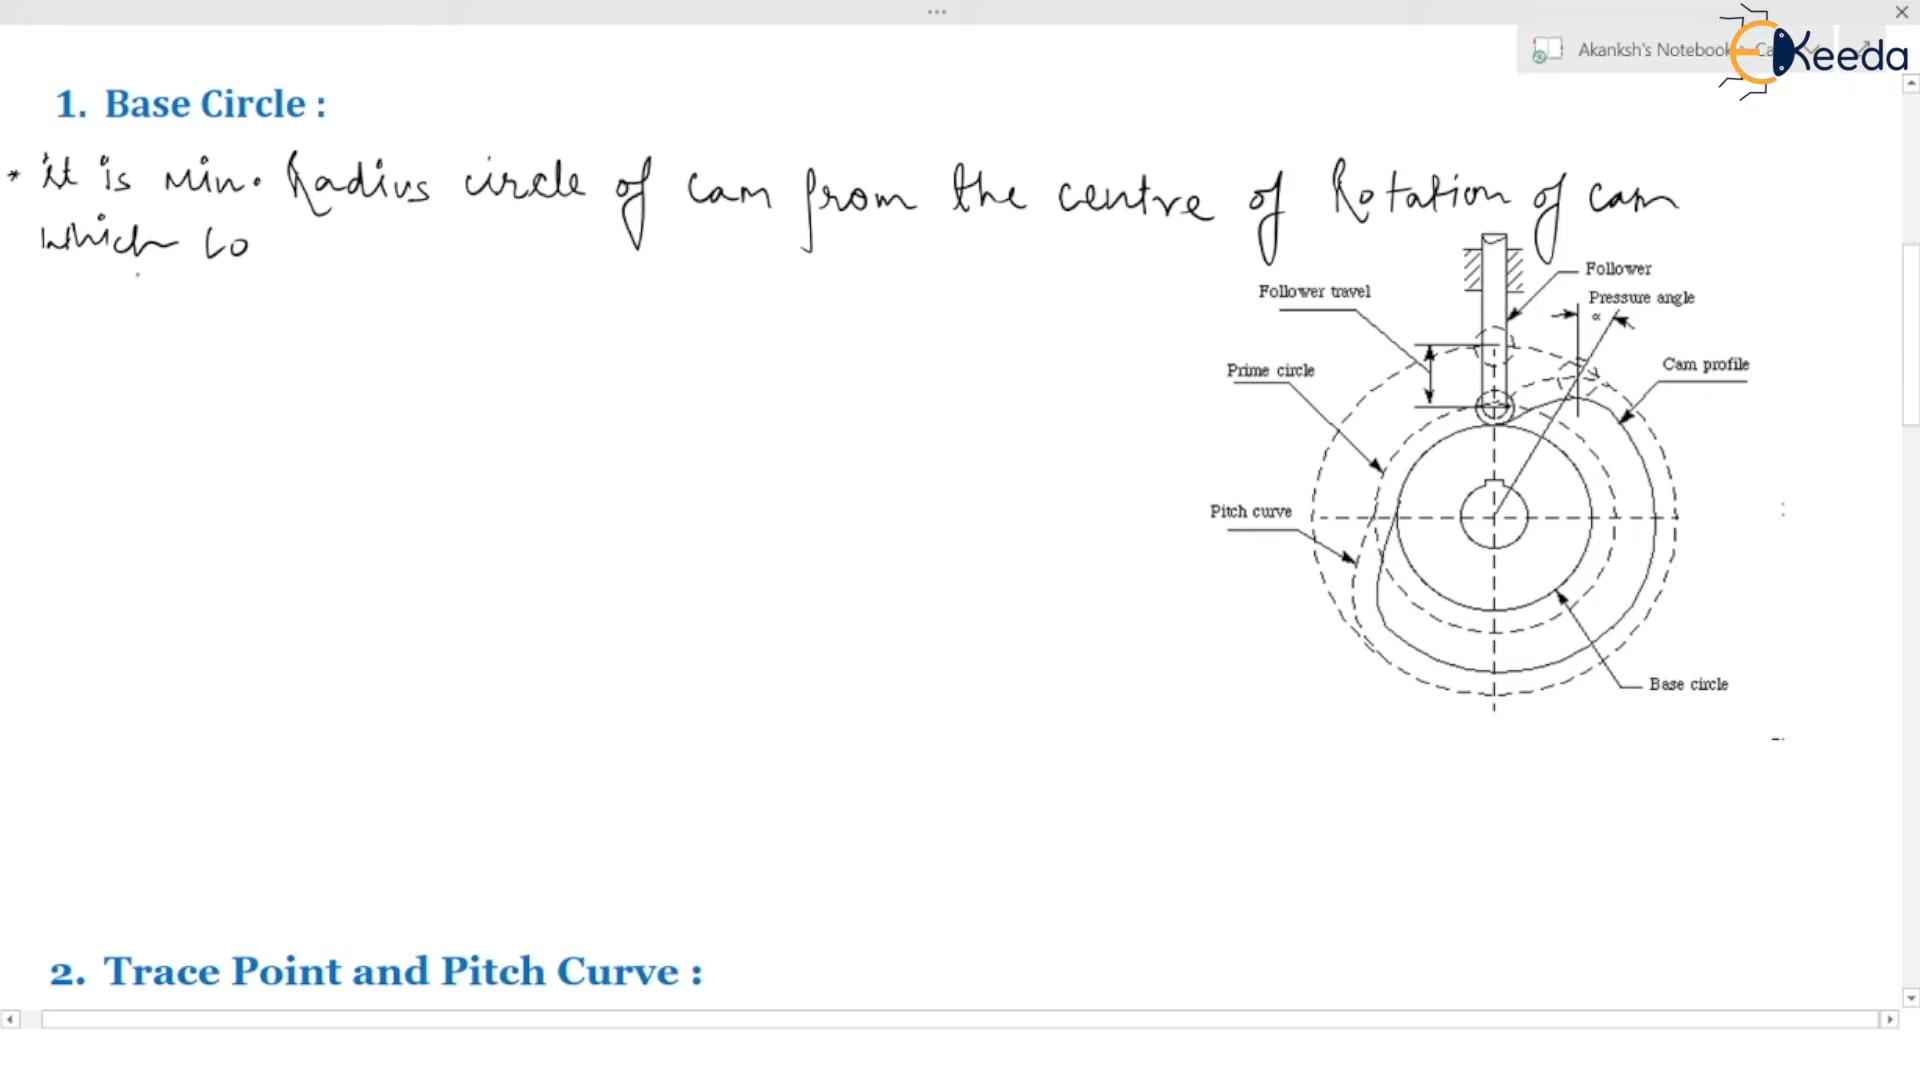 Akanksh's Notebook
EKeeda
1. Base Circle :
* it is Min. Radius circle of cam from the centre of Rotation of cam
which co
Follower
Follower travel
Pressure angle
∝
Prime circle
Cam profile
Pitch curve
Base circle
2. Trace Point and Pitch Curve :